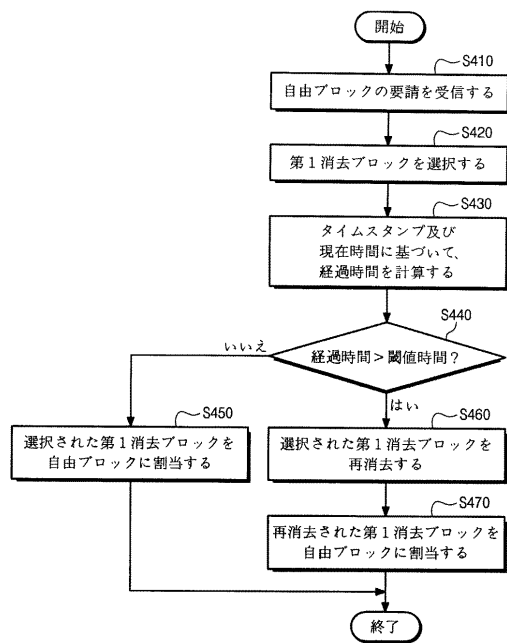 開始
S410
自由ブロックの要請を受信する
S420
第1消去ブロックを選択する
S430
タイムスタンプ及び
現在時間に基づいて、
経過時間を計算する
S440
経過時間>閾値時間?
いいえ
はい
S450
選択された第1消去ブロックを
自由ブロックに割当する
S460
選択された第1消去ブロックを
再消去する
S470
再消去された第1消去ブロックを
自由ブロックに割当する
終了